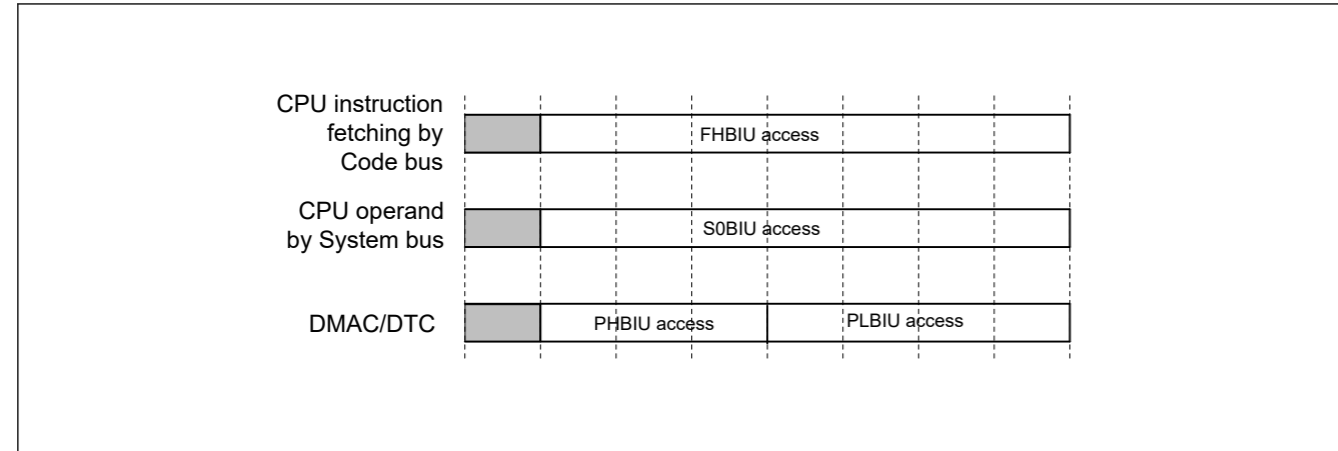 CPU instruction
fetching by
Code bus
FHBIU access
CPU operand
by System bus
S0BIU access
DMAC/DTC
PHBIU access
PLBIU access